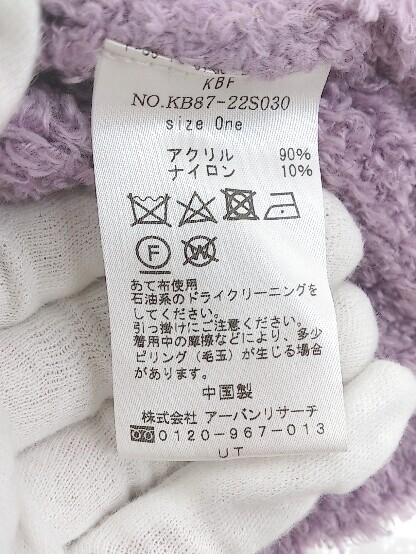 KBF
NO.KB87-22S030
size One
アクリル 90%
ナイロン 10%
F W
あて布使用
石油系のドライクリーニングを
してください。
引っ掛けにご注意ください。
着用中の摩擦などにより、多少
ピリング（毛玉）が生じる場合
があります。
中国製
株式会社 アーバンリサーチ
0120-967-013
UT